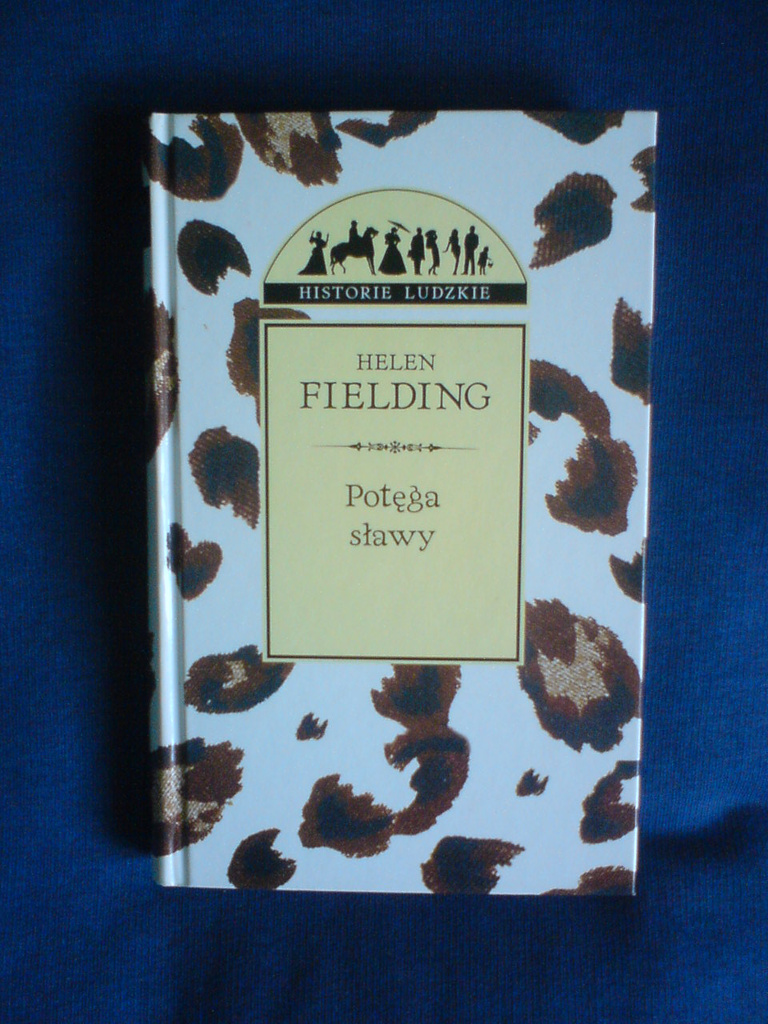 HISTORIE LUDZKIE
HELEN
FIELDING
Potęga
sławy